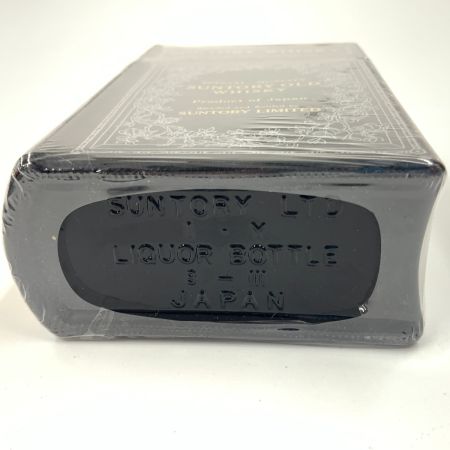 SUNTORY OLD
WHISKY
Product of Japan
SUNTORY LIMITED
SUNTORY LTD
LIQUOR BOTTLE
JAPAN